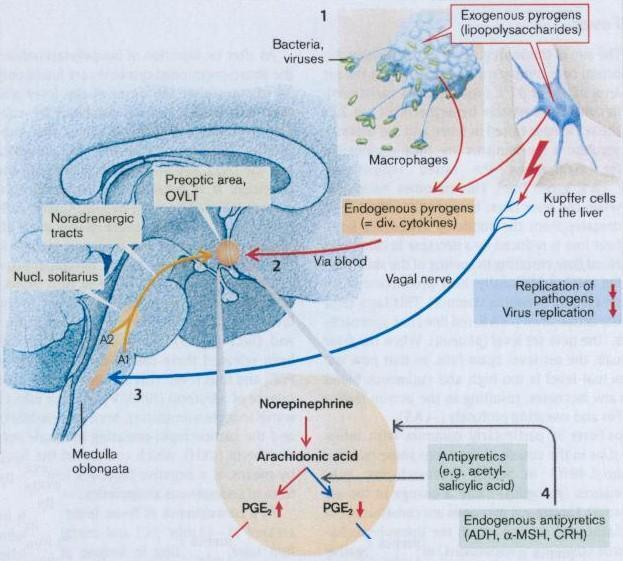 1
Exogenous pyrogens
(lipopolysaccharides)
Bacteria,
viruses
Macrophages
Kupffer cells
of the liver
Endogenous pyrogens
(= div. cytokines)
Preoptic area,
OVLT
Noradrenergic
tracts
Nucl. solitarius
2
Via blood
Vagal nerve
Replication of
pathogens
Virus replication
A2
A1
3
Medulla
oblongata
Norepinephrine
Arachidonic acid
PGE₂
PGE₂
Antipyretics
(e.g. acetyl-
salicylic acid)
4
Endogenous antipyretics
(ADH, α-MSH, CRH)